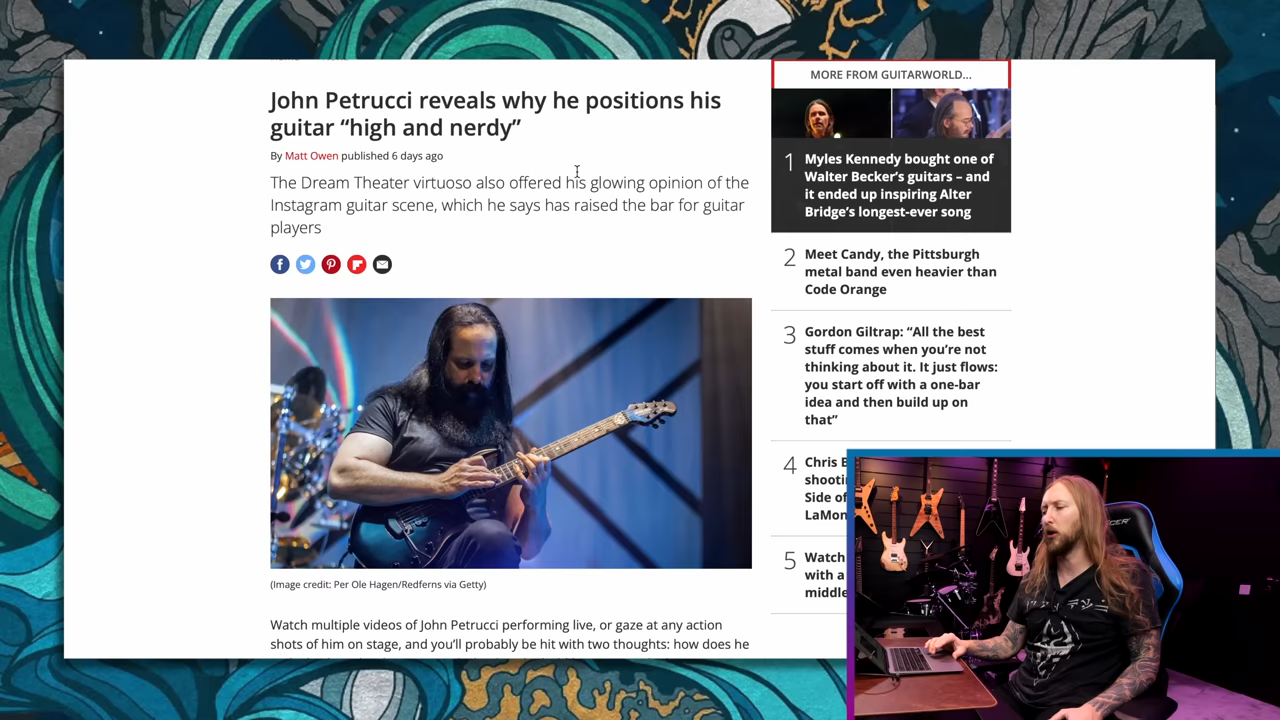 John Petrucci reveals why he positions his
guitar “high and nerdy”
By Matt Owen published 6 days ago
The Dream Theater virtuoso also offered his glowing opinion of the
Instagram guitar scene, which he says has raised the bar for guitar
players
(Image credit: Per Ole Hagen/Redferns via Getty)
Watch multiple videos of John Petrucci performing live, or gaze at any action
shots of him on stage, and you’ll probably be hit with two thoughts: how does he
MORE FROM GUITARWORLD...
1
Myles Kennedy bought one of
Walter Becker’s guitars – and
it ended up inspiring Alter
Bridge’s longest-ever song
2
Meet Candy, the Pittsburgh
metal band even heavier than
Code Orange
3
Gordon Giltrap: “All the best
stuff comes when you’re not
thinking about it. It just flows:
you start off with a one-bar
idea and then build up on
that”
4
Chris
Side of
5
Watch
with a
middle